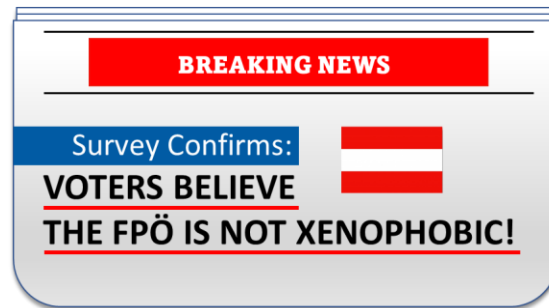 BREAKING NEWS
Survey Confirms:
VOTERS BELIEVE
THE FPÖ IS NOT XENOPHOBIC!